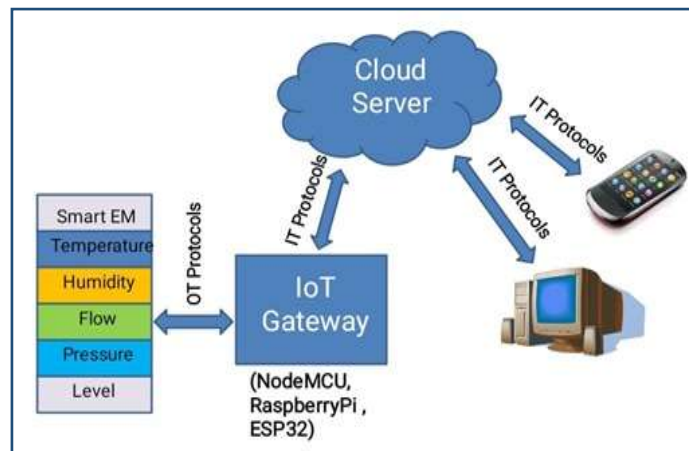 Cloud
Server
IT Protocols
IT Protocols
IT Protocols
OT Protocols
Smart EM
Temperature
Humidity
Flow
Pressure
Level
IoT
Gateway
(NodeMCU,
RaspberryPi ,
ESP32)